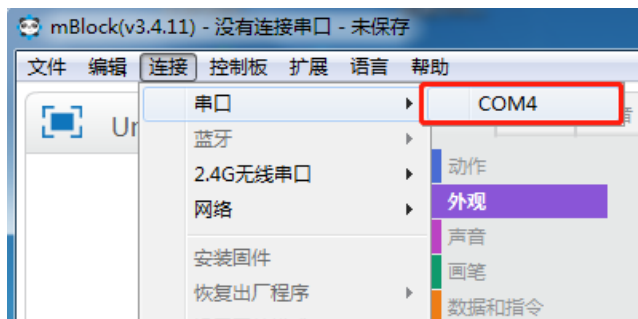 mBlock(v3.4.11) - 没有连接串口 - 未保存
文件 编辑 连接 控制板 扩展 语言 帮助
串口
COM4
Un
蓝牙
2.4G无线串口
网络
安装固件
恢复出厂程序
动作
外观
声音
画笔
数据和指令